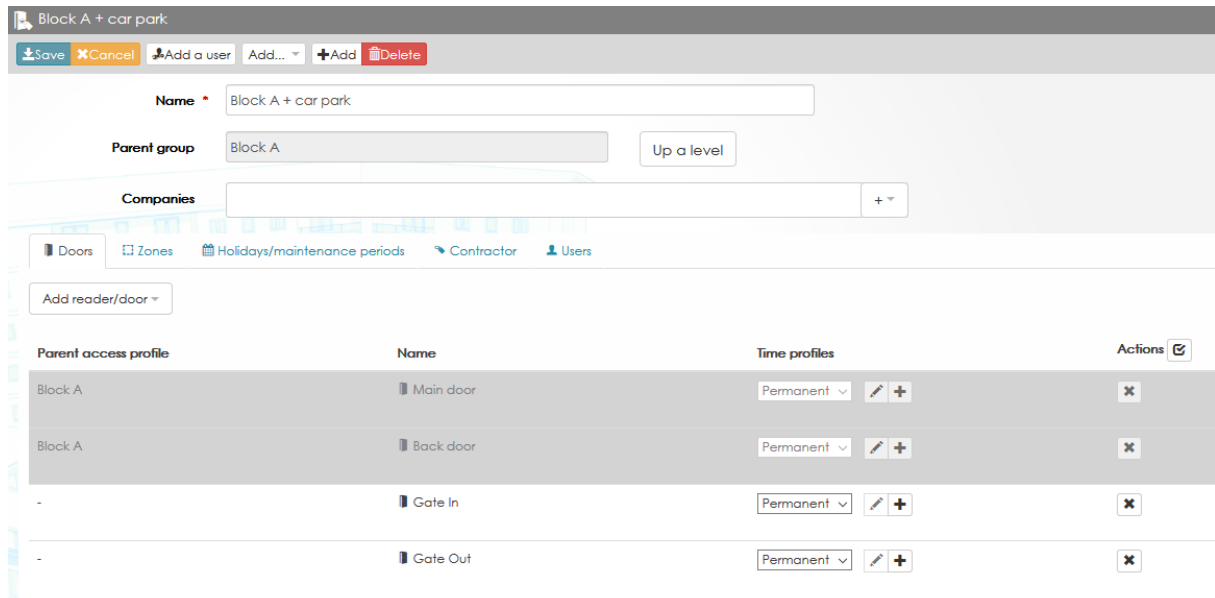 Block A + car park
Save Cancel Add a user Add... Add Delete
Name * Block A + car park
Parent group Block A Up a level
Companies +
Doors Zones Holidays/maintenance periods Contractor Users
Add reader/door
Parent access profile Name Time profiles Actions
Block A Main door Permanent
Block A Back door Permanent
- Gate In Permanent
- Gate Out Permanent